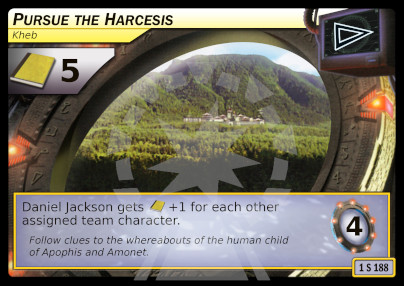 PURSUE THE HARCESIS
Kheb
5
Daniel Jackson gets +1 for each other
assigned team character.
4
Follow clues to the whereabouts of the human child
of Apophis and Amonet.
1 S 188